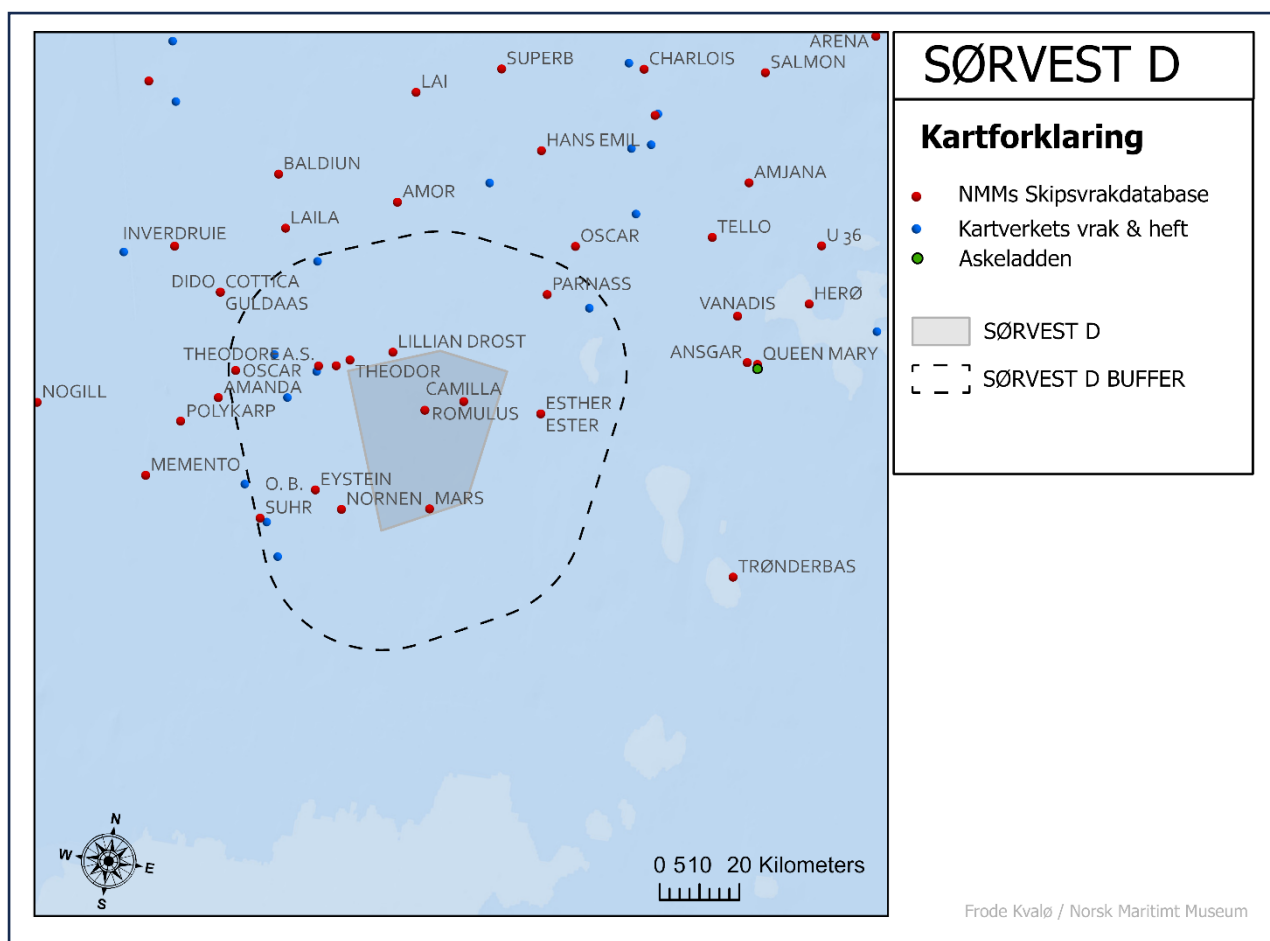 ARENA
SUPERB
CHARLOIS
SALMON
LAI
HANS EMIL
BALDIUN
AMJANA
AMOR
LAILA
INVERDRUIE
OSCAR
TELLO
U 36
DIDO COTTICA
GULDAAS
PARNASS
VANADIS
HERØ
LILLIAN DROST
THEODORE A.S.
OSCAR
THEODOR
ANSGAR
QUEEN MARY
NOGILL
AMANDA
CAMILLA
POLYKARP
ROMULUS
ESTHER
ESTER
MEMENTO
O. B.
SUHR
EYSTEIN
NORNEN
MARS
TRØNDERBAS
N
W
E
S
0 510 20 Kilometers
SØRVEST D
Kartforklaring
NMMs Skipsvrakdatabase
Kartverkets vrak & heft
Askeladden
SØRVEST D
SØRVEST D BUFFER
Frode Kvalø / Norsk Maritimt Museum